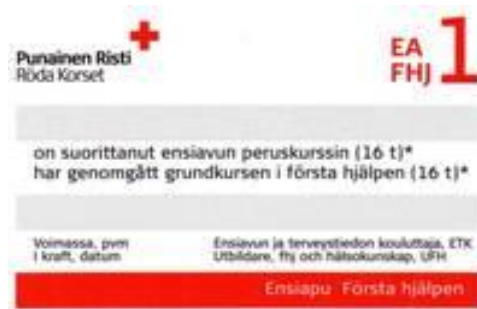 Punainen Risti
Röda Korset
EA
FHJ 1
on suorittanut ensiavun peruskurssin (16 t)*
har genomgått grundkursen i första hjälpen (16 t)*
Voimassa, pvm
I kraft, datum
Ensiavun ja terveystiedon kouluttaja, ETK
Utbildare, fhj och hälsokunskap, UFH
Ensiapu Första hjälpen